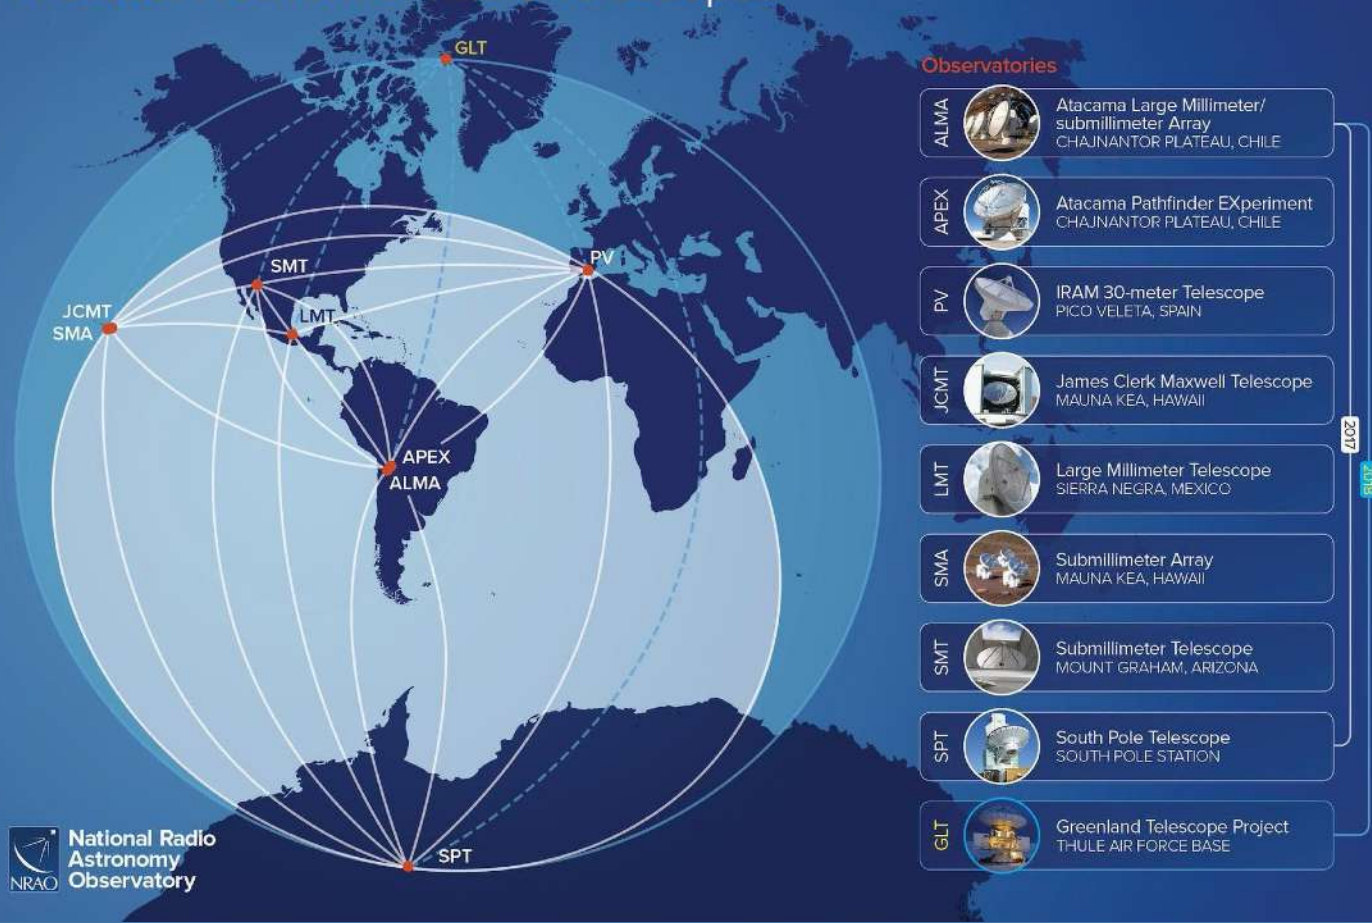 GLT
SMT
PV
JCMT
SMA
LMT
APEX
ALMA
SPT
NRAO
National Radio
Astronomy
Observatory
Observatories
ALMA
Atacama Large Millimeter/
submillimeter Array
CHAJNANTOR PLATEAU, CHILE
APEX
Atacama Pathfinder EXperiment
CHAJNANTOR PLATEAU, CHILE
PV
IRAM 30-meter Telescope
PICO VELETA, SPAIN
JCMT
James Clerk Maxwell Telescope
MAUNA KEA, HAWAII
LMT
Large Millimeter Telescope
SIERRA NEGRA, MEXICO
SMA
Submillimeter Array
MAUNA KEA, HAWAII
SMT
Submillimeter Telescope
MOUNT GRAHAM, ARIZONA
SPT
South Pole Telescope
SOUTH POLE STATION
GLT
Greenland Telescope Project
THULE AIR FORCE BASE
2017
2018